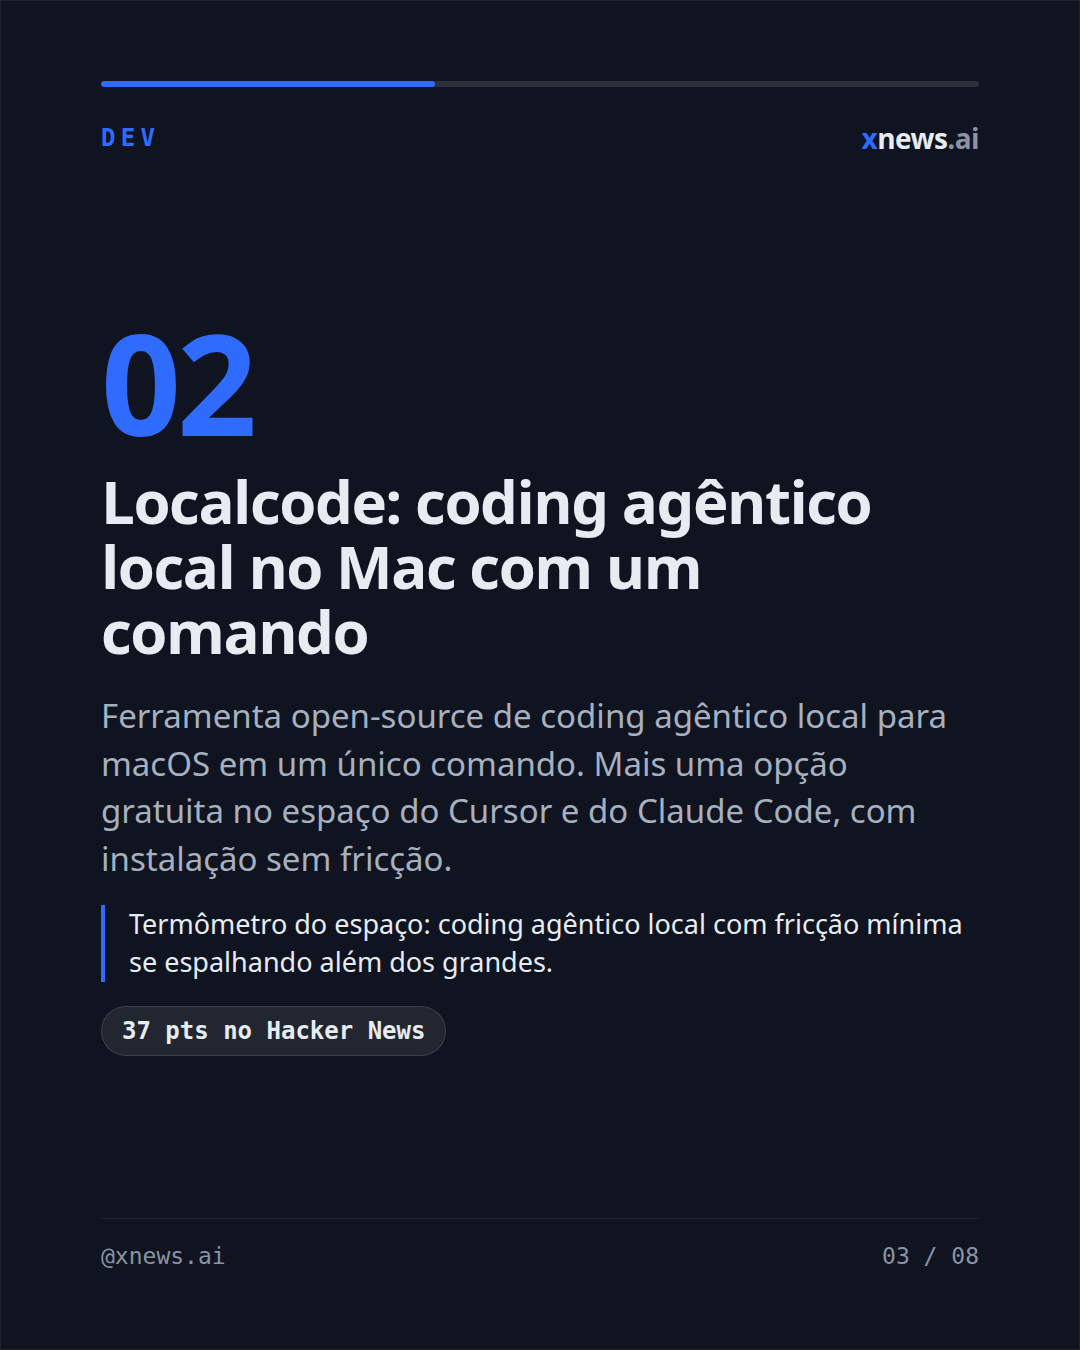 DEV
xnews.ai
02
Localcode: coding agêntico
local no Mac com um
comando
Ferramenta open-source de coding agêntico local para
macOS em um único comando. Mais uma opção
gratuita no espaço do Cursor e do Claude Code, com
instalação sem fricção.
Termômetro do espaço: coding agêntico local com fricção mínima
se espalhando além dos grandes.
37 pts no Hacker News
@xnews.ai
03 / 08